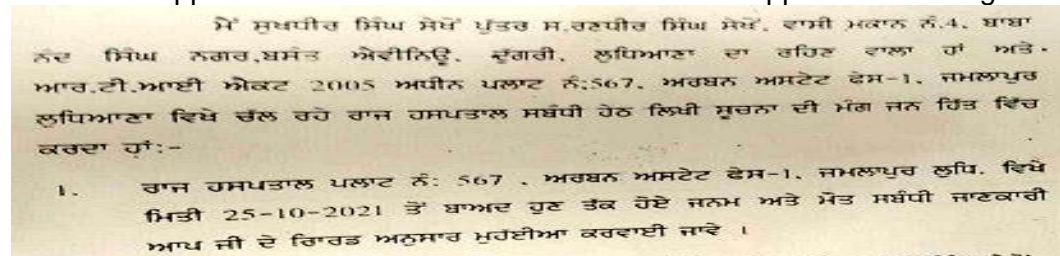 ਮੈਂ ਸੁਖਧੀਰ ਸਿੰਘ ਸੇਖੋਂ ਪੁੱਤਰ ਸ.ਰਣਧੀਰ ਸਿੰਘ ਸੇਖੋਂ, ਵਾਸੀ ਮਕਾਨ ਨੰ.4, ਬਾਬਾ
ਨੰਦ ਸਿੰਘ ਨਗਰ,ਬਸੰਤ ਐਵੀਨਿਊ, ਦੁੱਗਰੀ, ਲੁਧਿਆਣਾ ਦਾ ਰਹਿਣ ਵਾਲਾ ਹਾਂ ਅਤੇ
ਆਰ.ਟੀ.ਆਈ ਐਕਟ 2005 ਅਧੀਨ ਪਲਾਟ ਨੰ:567, ਅਰਬਨ ਅਸਟੇਟ ਫੇਸ-1, ਜਮਲਾਪੁਰ
ਲੁਧਿਆਣਾ ਵਿਖੇ ਚੱਲ ਰਹੇ ਰਾਜ ਹਸਪਤਾਲ ਸਬੰਧੀ ਹੇਠ ਲਿਖੀ ਸੂਚਨਾ ਦੀ ਮੰਗ ਜਨ ਹਿੱਤ ਵਿੱਚ
ਕਰਦਾ ਹਾਂ:-
1. ਰਾਜ ਹਸਪਤਾਲ ਪਲਾਟ ਨੰ: 567 , ਅਰਬਨ ਅਸਟੇਟ ਫੇਸ-1, ਜਮਲਾਪੁਰ ਲੁਧਿ. ਵਿਖੇ
ਮਿਤੀ 25-10-2021 ਤੋਂ ਬਾਅਦ ਹੁਣ ਤੱਕ ਹੋਏ ਜਨਮ ਅਤੇ ਮੌਤ ਸਬੰਧੀ ਜਾਣਕਾਰੀ
ਆਪ ਜੀ ਦੇ ਰਿਾਰਡ ਅਨੁਸਾਰ ਮੁਹੱਈਆ ਕਰਵਾਈ ਜਾਵੇ ।